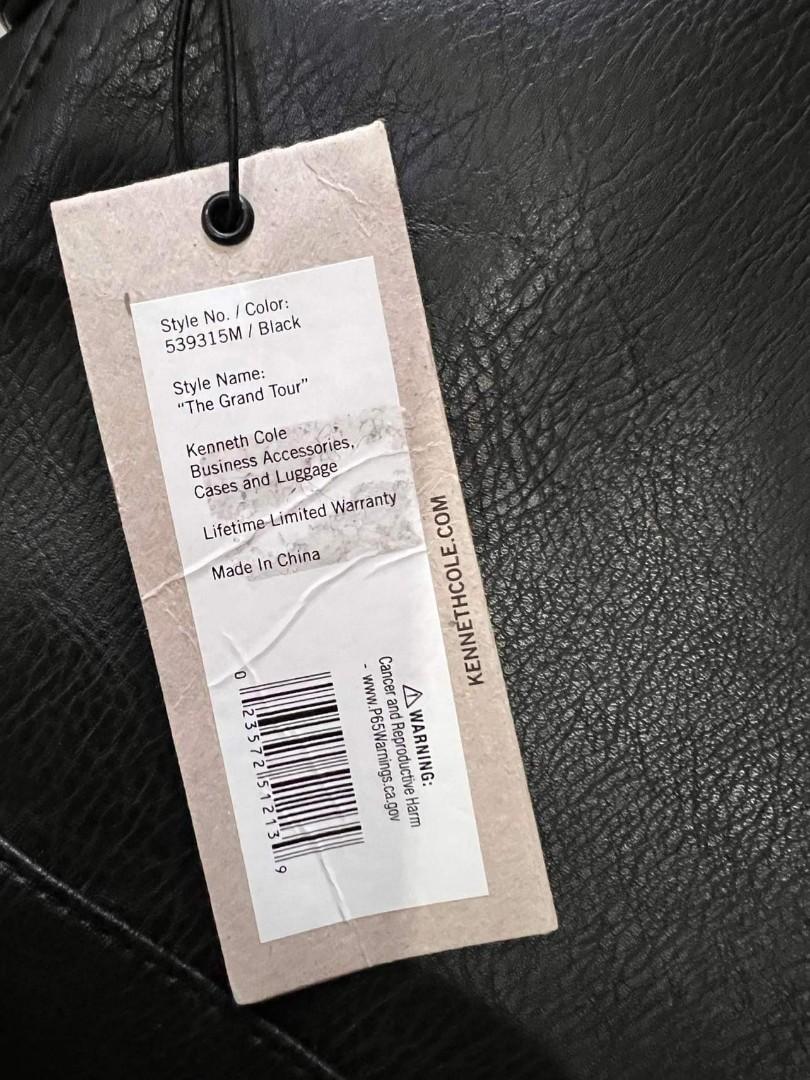 Style No. / Color:
539315M / Black
Style Name:
“The Grand Tour”
Kenneth Cole
Business Accessories,
Cases and Luggage
Lifetime Limited Warranty
Made In China
KENNETHCOLE.COM
⚠WARNING:
Cancer and Reproductive Harm
- www.P65Warnings.ca.gov
0 23572 51213 9